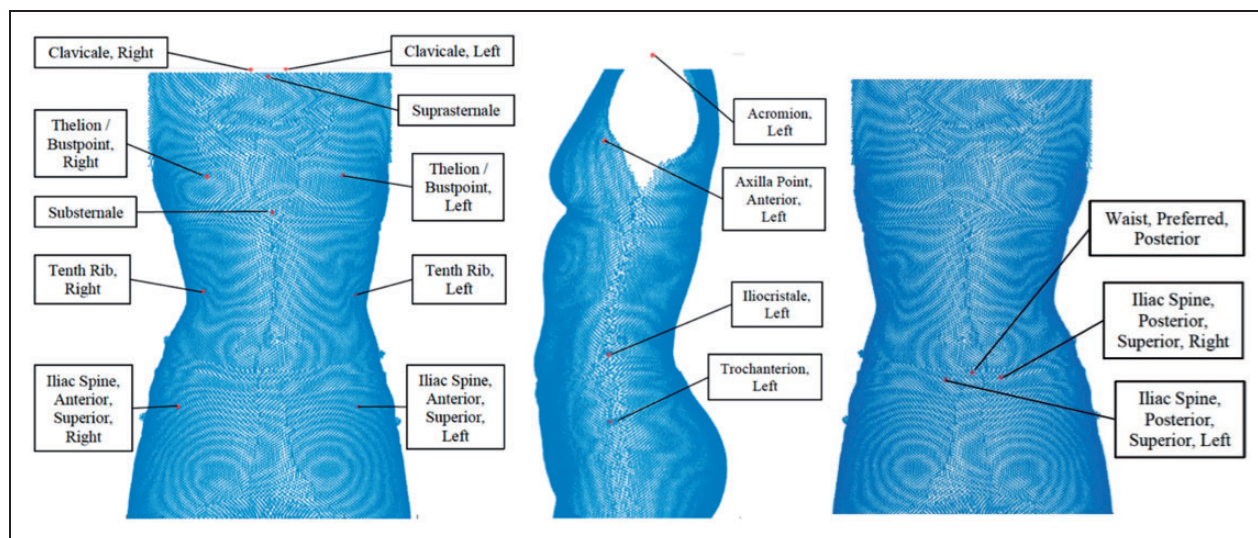 Clavicale, Right
Clavicale, Left
Suprasternale
Thelion /
Bustpoint,
Right
Thelion /
Bustpoint,
Left
Substernale
Tenth Rib,
Right
Tenth Rib,
Left
Iliac Spine,
Anterior,
Superior,
Right
Iliac Spine,
Anterior,
Superior,
Left
Acromion,
Left
Axilla Point,
Anterior,
Left
Iliocristale,
Left
Trochanterion,
Left
Waist, Preferred,
Posterior
Iliac Spine,
Posterior,
Superior, Right
Iliac Spine,
Posterior,
Superior, Left